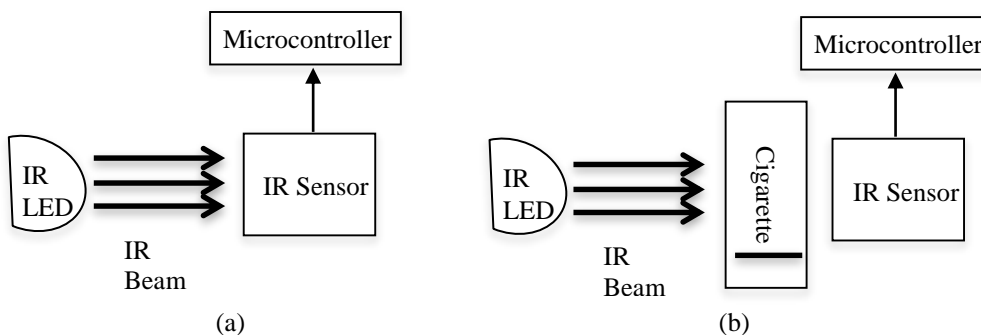 Microcontroller
IR
LED
IR Sensor
IR
Beam
(a)
Microcontroller
IR
LED
Cigarette
IR Sensor
IR
Beam
(b)